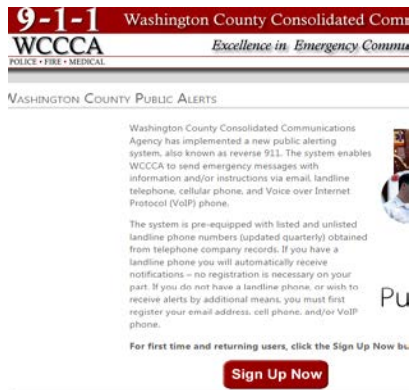 9-1-1 Washington County Consolidated Comm
WCCCA Excellence in Emergency Commu
POLICE • FIRE • MEDICAL
WASHINGTON COUNTY PUBLIC ALERTS
Washington County Consolidated Communications
Agency has implemented a new public alerting
system, also known as reverse 911. The system enables
WCCCA to send emergency messages with
information and/or instructions via email, landline
telephone, cellular phone, and Voice over Internet
Protocol (VoIP) phone.
The system is pre-equipped with listed and unlisted
landline phone numbers (updated quarterly) obtained
from telephone company records. If you have a
landline phone you will automatically receive
notifications – no registration is necessary on your
part. If you do not have a landline phone, or wish to
receive alerts by additional means, you must first
register your email address, cell phone, and/or VoIP
phone.
Pu
For first time and returning users, click the Sign Up Now bu
Sign Up Now